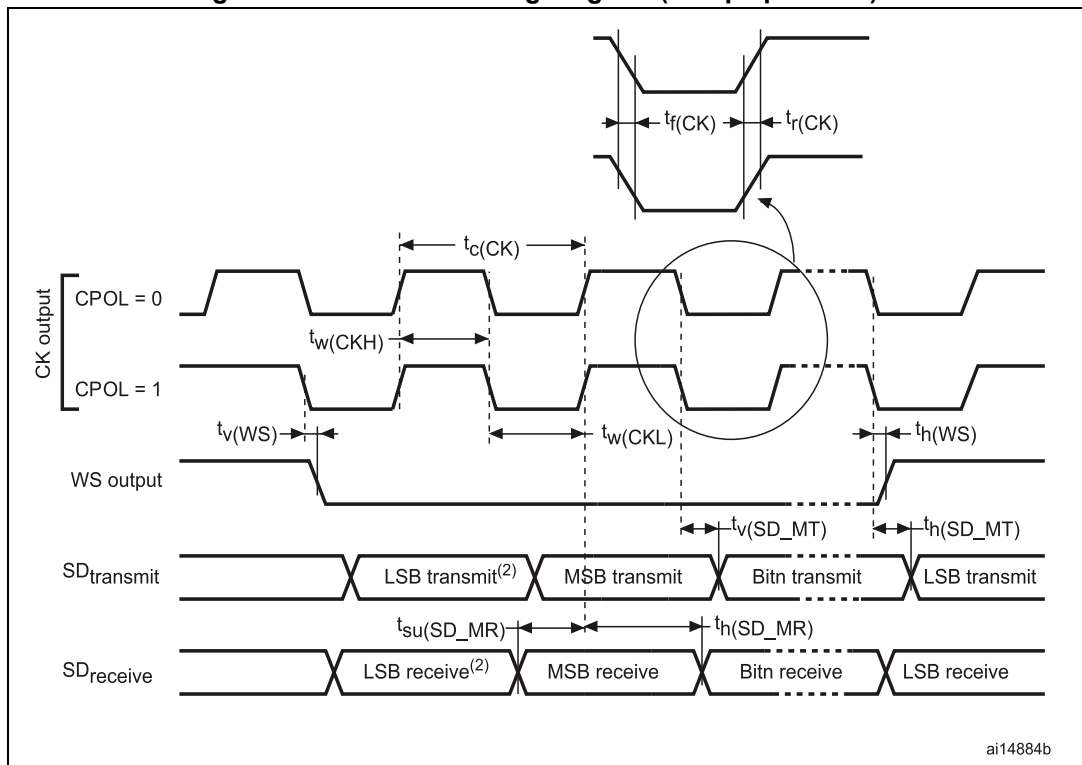 tf(CK)
tr(CK)
tc(CK)
CK output
CPOL = 0
tw(CKH)
CPOL = 1
tv(WS)
tw(CKL)
th(WS)
WS output
tv(SD_MT)
th(SD_MT)
SDtransmit
LSB transmit(2)
MSB transmit
Bitn transmit
LSB transmit
tsu(SD_MR)
th(SD_MR)
SDreceive
LSB receive(2)
MSB receive
Bitn receive
LSB receive
ai14884b